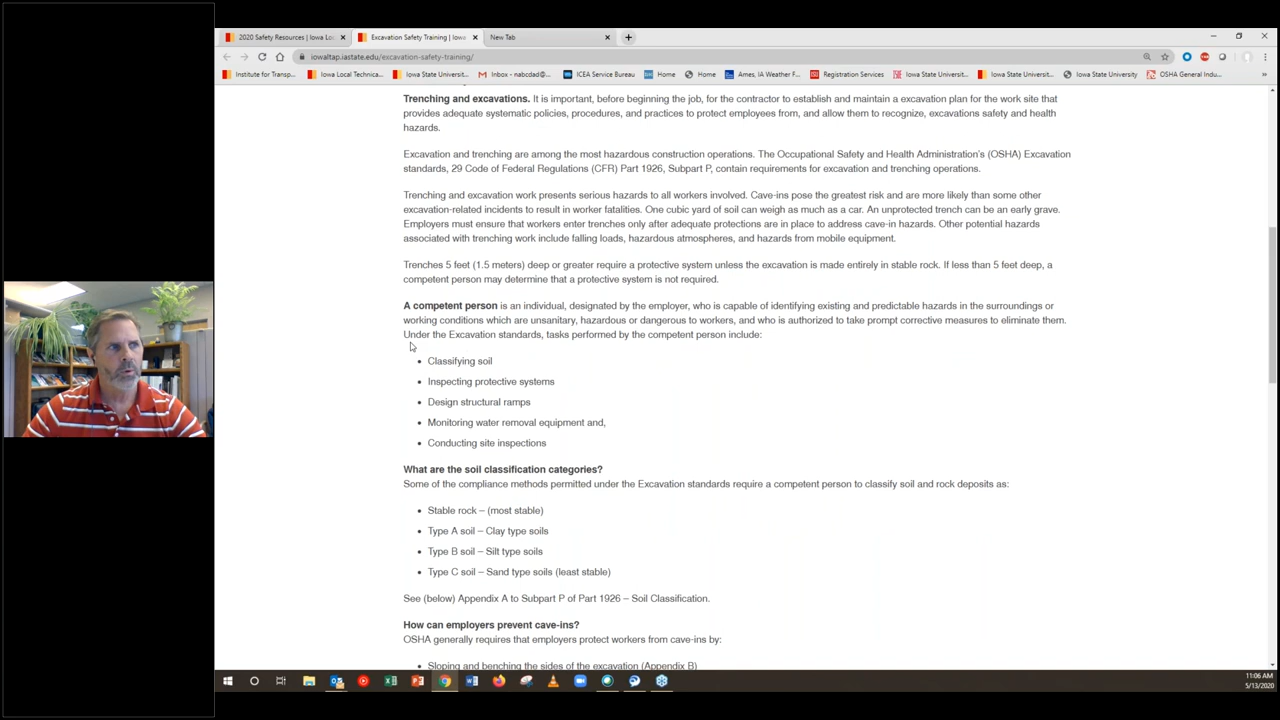 2020 Safety Resources | Iowa Lo
Excavation Safety Training | Iowa
New Tab
iowaltap.iastate.edu/excavation-safety-training/
Institute for Transp...
Iowa Local Technica...
Iowa State Universit...
Inbox - nabcdad@...
ICEA Service Bureau
Home
Home
Ames, IA Weather F...
Registration Services
Iowa State Universit...
Iowa State Universit...
Iowa State University
OSHA General Indu...
Trenching and excavations. It is important, before beginning the job, for the contractor to establish and maintain a excavation plan for the work site that
provides adequate systematic policies, procedures, and practices to protect employees from, and allow them to recognize, excavations safety and health
hazards.
Excavation and trenching are among the most hazardous construction operations. The Occupational Safety and Health Administration's (OSHA) Excavation
standards, 29 Code of Federal Regulations (CFR) Part 1926, Subpart P, contain requirements for excavation and trenching operations.
Trenching and excavation work presents serious hazards to all workers involved. Cave-ins pose the greatest risk and are more likely than some other
excavation-related incidents to result in worker fatalities. One cubic yard of soil can weigh as much as a car. An unprotected trench can be an early grave.
Employers must ensure that workers enter trenches only after adequate protections are in place to address cave-in hazards. Other potential hazards
associated with trenching work include falling loads, hazardous atmospheres, and hazards from mobile equipment.
Trenches 5 feet (1.5 meters) deep or greater require a protective system unless the excavation is made entirely in stable rock. If less than 5 feet deep, a
competent person may determine that a protective system is not required.
A competent person is an individual, designated by the employer, who is capable of identifying existing and predictable hazards in the surroundings or
working conditions which are unsanitary, hazardous or dangerous to workers, and who is authorized to take prompt corrective measures to eliminate them.
Under the Excavation standards, tasks performed by the competent person include:
• Classifying soil
• Inspecting protective systems
• Design structural ramps
• Monitoring water removal equipment and,
• Conducting site inspections
What are the soil classification categories?
Some of the compliance methods permitted under the Excavation standards require a competent person to classify soil and rock deposits as:
• Stable rock – (most stable)
• Type A soil – Clay type soils
• Type B soil – Silt type soils
• Type C soil – Sand type soils (least stable)
See (below) Appendix A to Subpart P of Part 1926 – Soil Classification.
How can employers prevent cave-ins?
OSHA generally requires that employers protect workers from cave-ins by:
• Sloping and benching the sides of the excavation (Appendix B)
11:06 AM
5/13/2020